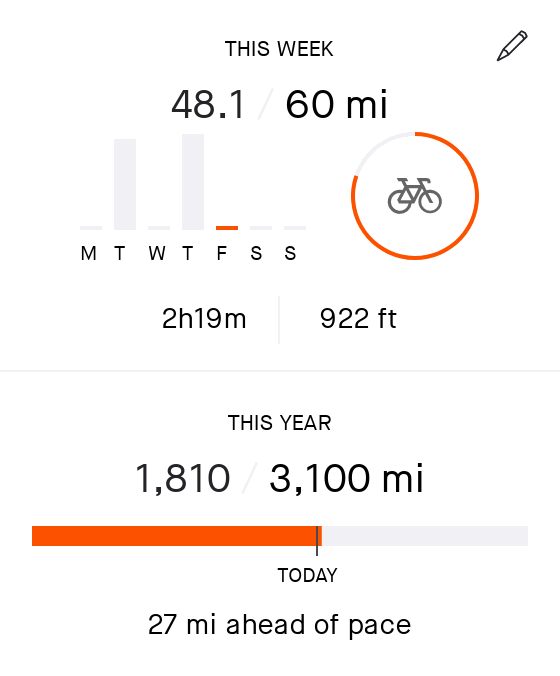 THIS WEEK
48.1 / 60 mi
M T W T F S S
2h19m 922 ft
THIS YEAR
1,810 / 3,100 mi
TODAY
27 mi ahead of pace